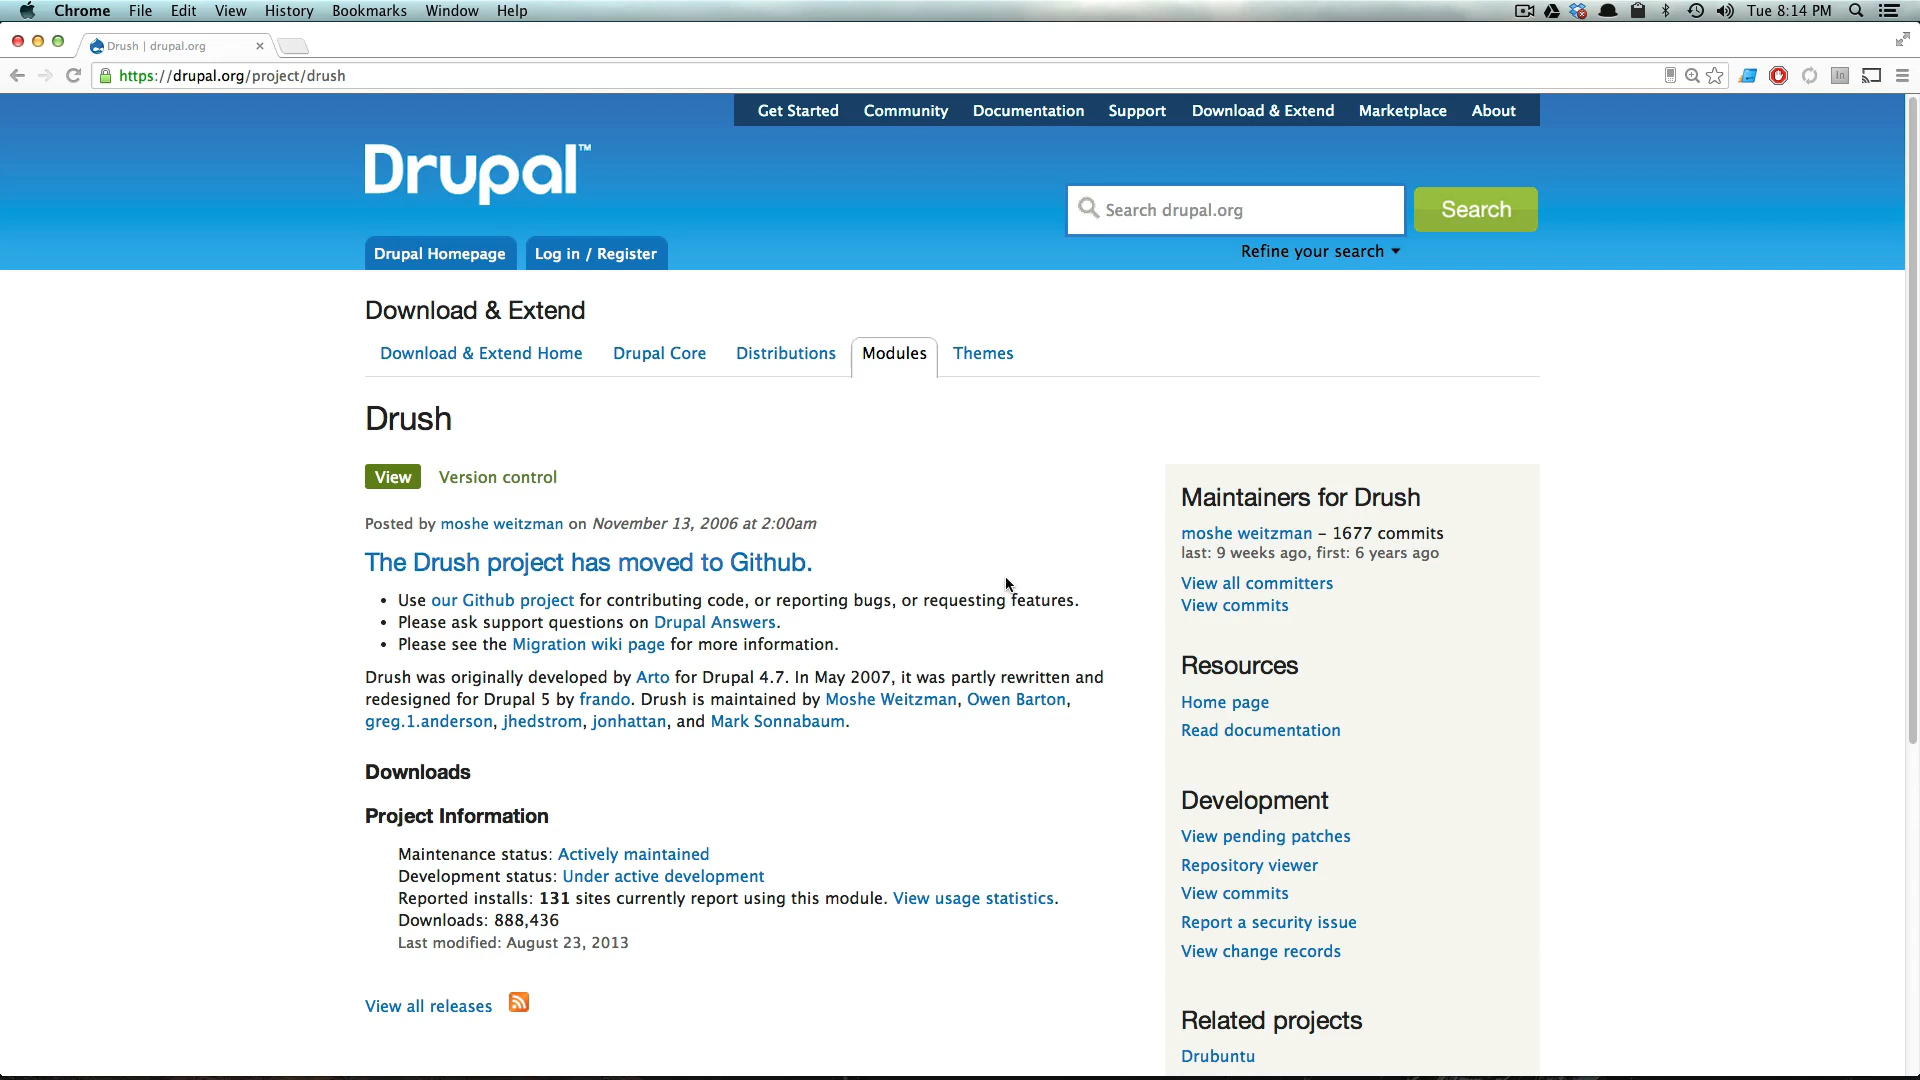 Chrome File Edit View History Bookmarks Window Help
Tue 8:14 PM
Drush | drupal.org
https://drupal.org/project/drush
Get Started Community Documentation Support Download & Extend Marketplace About
Drupal™
Search drupal.org
Search
Refine your search
Drupal Homepage Log in / Register
Download & Extend
Download & Extend Home Drupal Core Distributions Modules Themes
Drush
View Version control
Posted by moshe weitzman on November 13, 2006 at 2:00am
The Drush project has moved to Github.
• Use our Github project for contributing code, or reporting bugs, or requesting features.
• Please ask support questions on Drupal Answers.
• Please see the Migration wiki page for more information.
Drush was originally developed by Arto for Drupal 4.7. In May 2007, it was partly rewritten and
redesigned for Drupal 5 by frando. Drush is maintained by Moshe Weitzman, Owen Barton,
greg.1.anderson, jhedstrom, jonhattan, and Mark Sonnabaum.
Downloads
Project Information
Maintenance status: Actively maintained
Development status: Under active development
Reported installs: 131 sites currently report using this module. View usage statistics.
Downloads: 888,436
Last modified: August 23, 2013
View all releases
Maintainers for Drush
moshe weitzman – 1677 commits
last: 9 weeks ago, first: 6 years ago
View all committers
View commits
Resources
Home page
Read documentation
Development
View pending patches
Repository viewer
View commits
Report a security issue
View change records
Related projects
Drubuntu